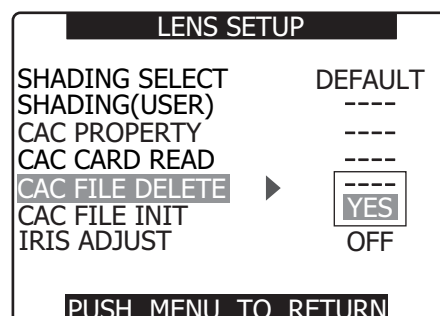 LENS SETUP
SHADING SELECT DEFAULT
SHADING(USER) ----
CAC PROPERTY ----
CAC CARD READ ----
CAC FILE DELETE ▶ ----
YES
CAC FILE INIT
IRIS ADJUST OFF
PUSH MENU TO RETURN